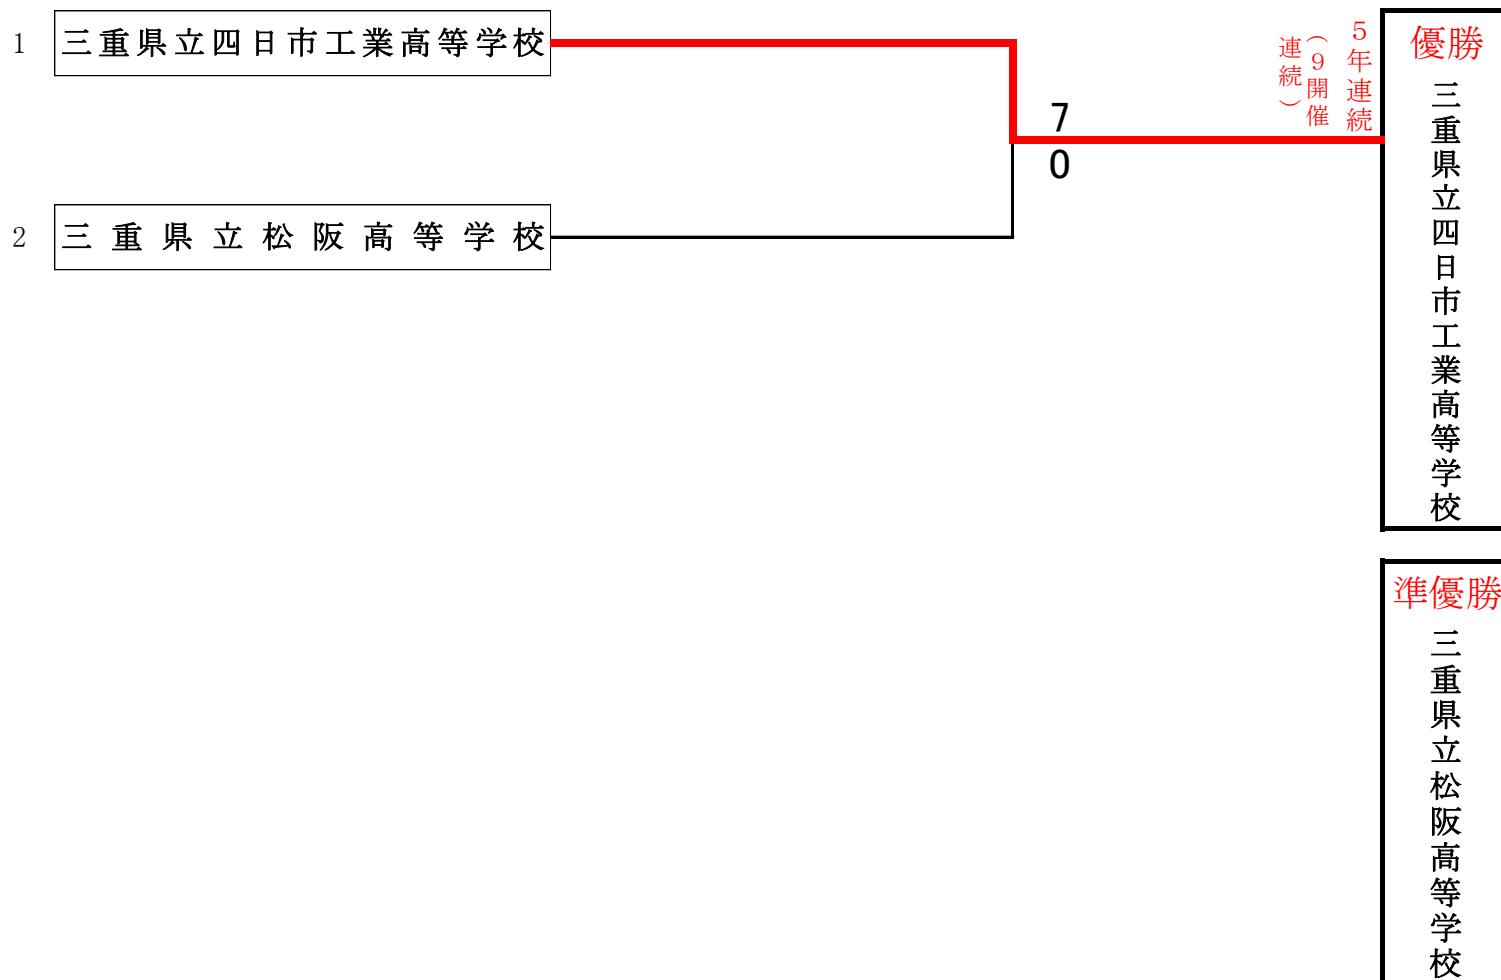 1 三重県立四日市工業高等学校
2 三重県立松阪高等学校
7
0
5年連続
(9開催
連続)
優勝
三重県立四日市工業高等学校
準優勝
三重県立松阪高等学校